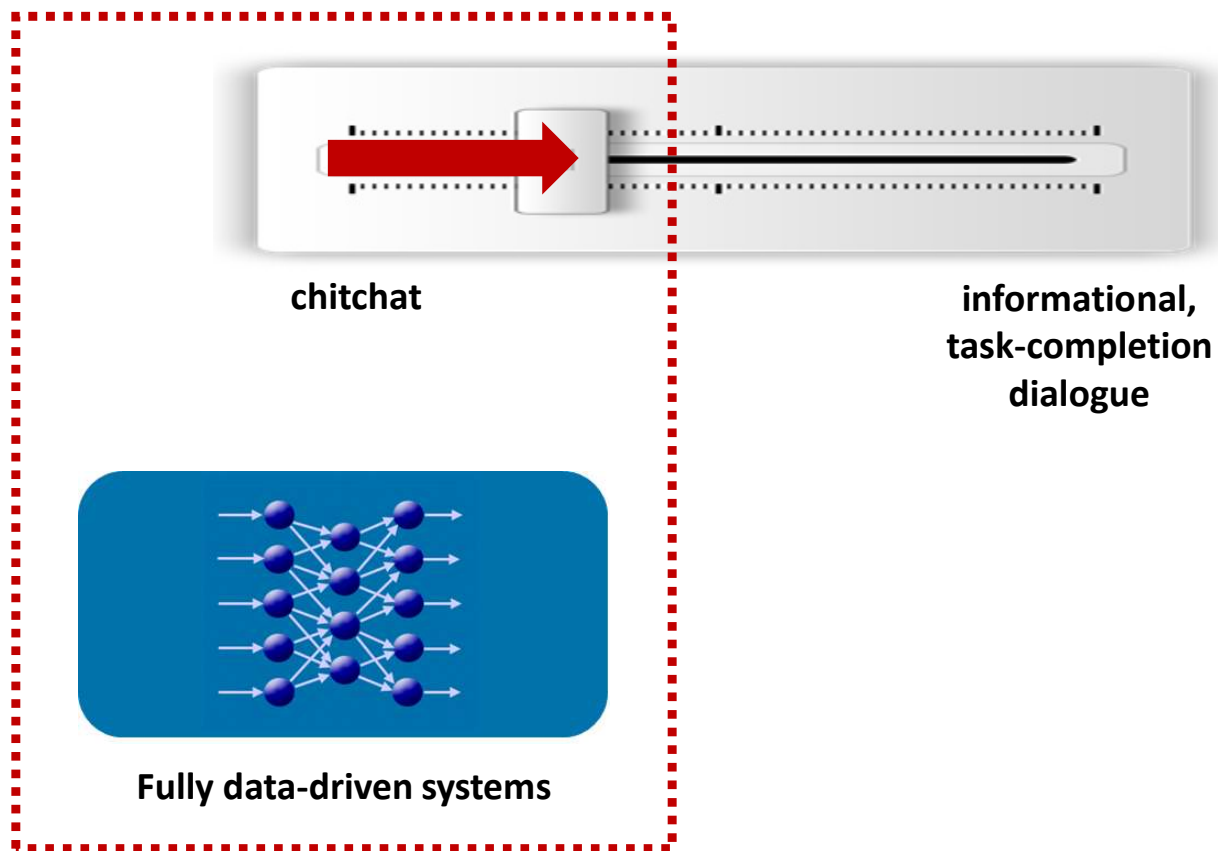 chitchat
informational,
task-completion
dialogue
Fully data-driven systems